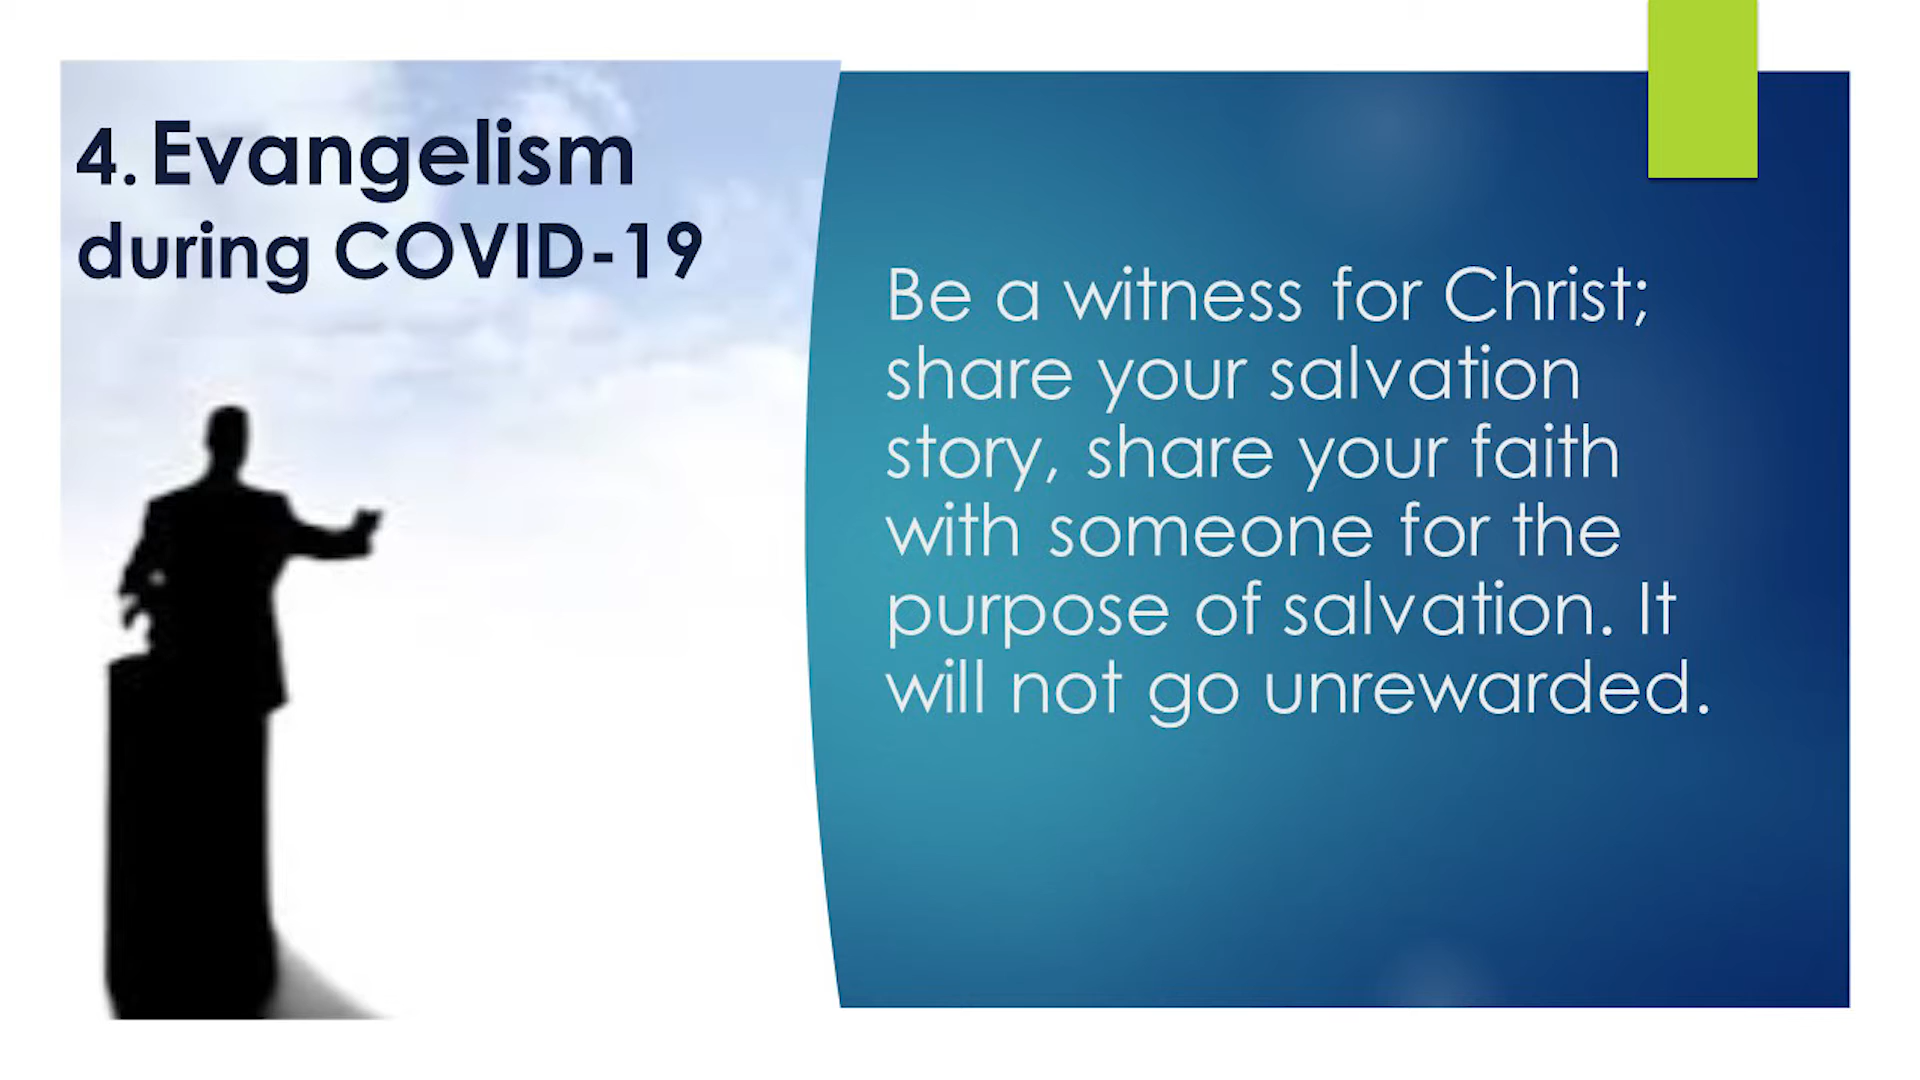 4. Evangelism
during COVID-19
Be a witness for Christ;
share your salvation
story, share your faith
with someone for the
purpose of salvation. It
will not go unrewarded.